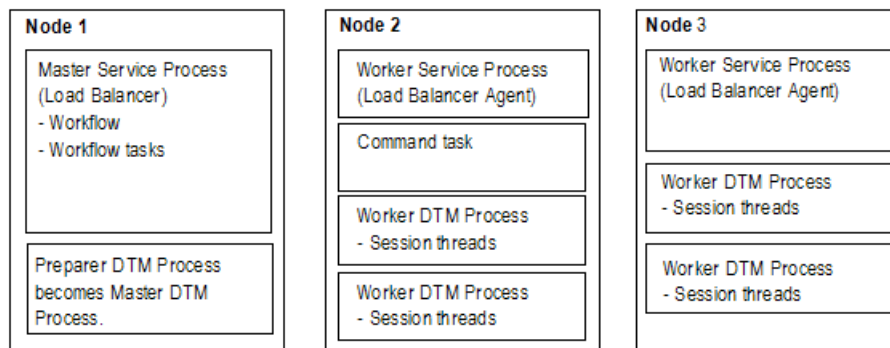 Node 1
Master Service Process
(Load Balancer)
- Workflow
- Workflow tasks
Preparer DTM Process
becomes Master DTM
Process.
Node 2
Worker Service Process
(Load Balancer Agent)
Command task
Worker DTM Process
- Session threads
Worker DTM Process
- Session threads
Node 3
Worker Service Process
(Load Balancer Agent)
Worker DTM Process
- Session threads
Worker DTM Process
- Session threads